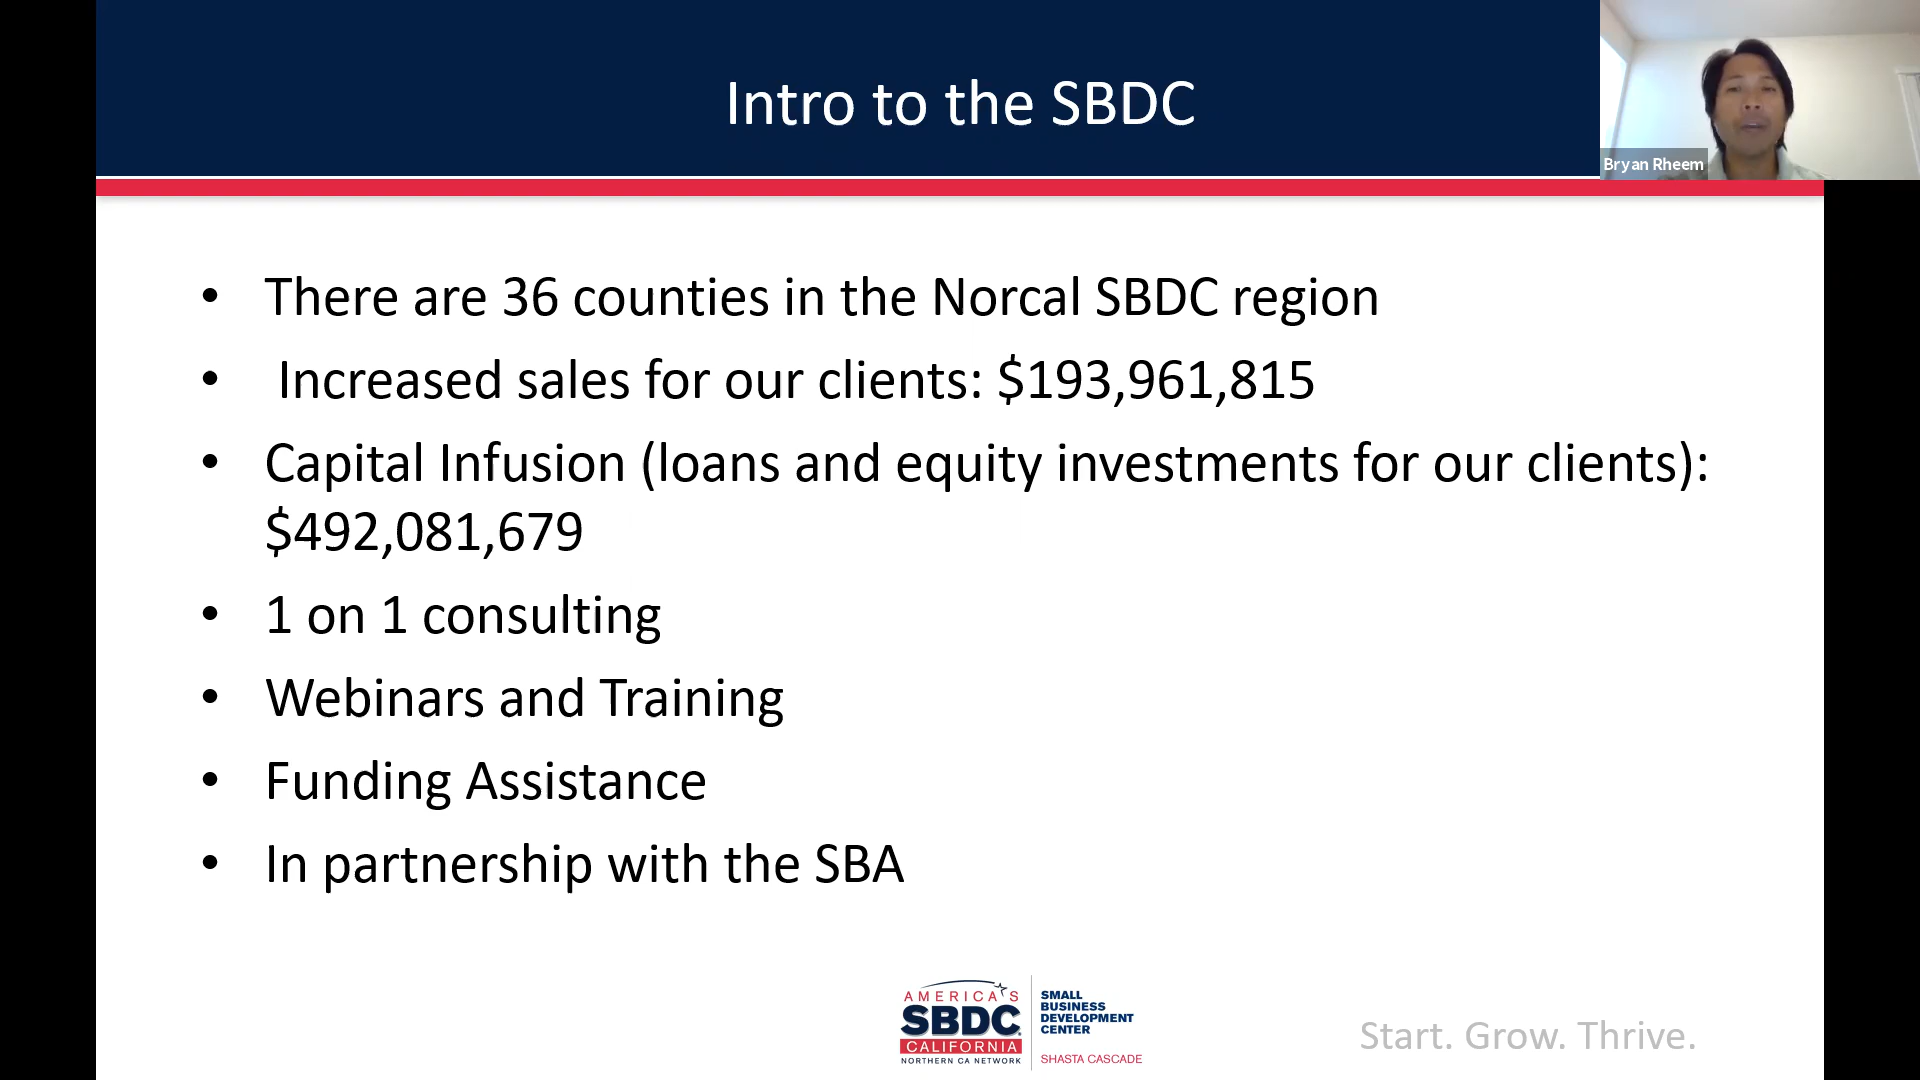 Intro to the SBDC
Bryan Rheem
• There are 36 counties in the Norcal SBDC region
• Increased sales for our clients: $193,961,815
• Capital Infusion (loans and equity investments for our clients):
$492,081,679
• 1 on 1 consulting
• Webinars and Training
• Funding Assistance
• In partnership with the SBA
AMERICA'S
SBDC
CALIFORNIA
NORTHERN CA NETWORK
SMALL
BUSINESS
DEVELOPMENT
CENTER
SHASTA CASCADE
Start. Grow. Thrive.